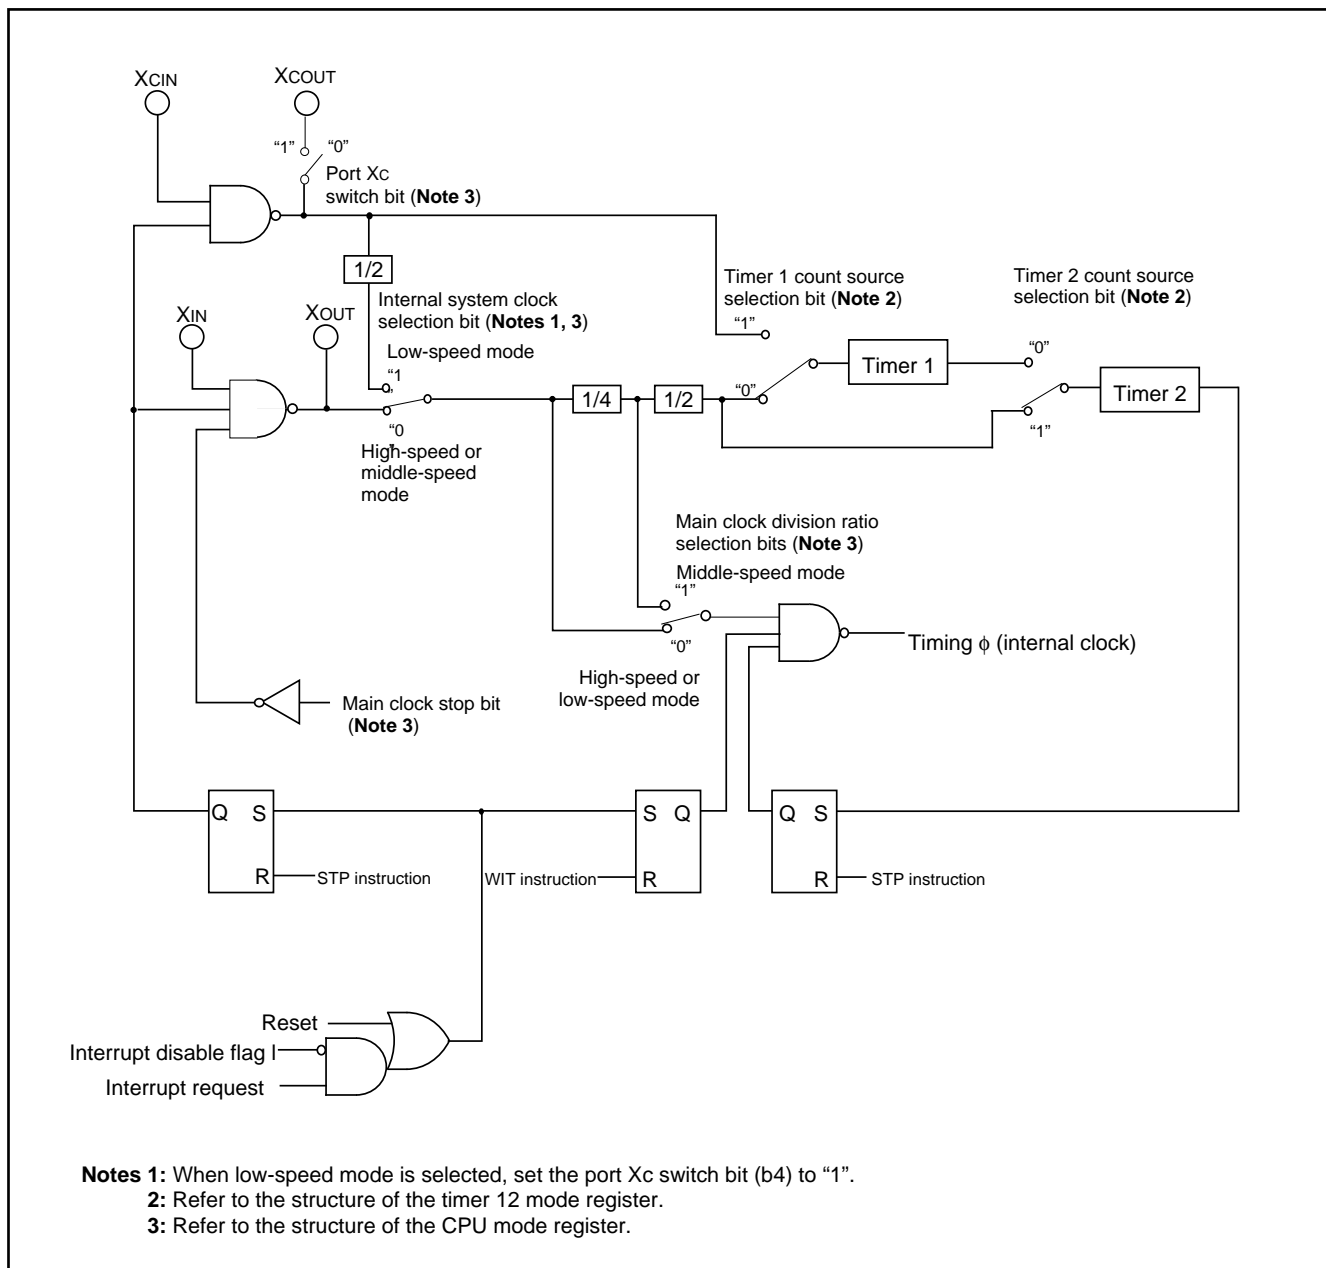 XCIN
XCOUT
“1”
“0”
Port XC
switch bit (Note 3)
1/2
Internal system clock
selection bit (Notes 1, 3)
Low-speed mode
XIN
XOUT
“1
”
“0
”
High-speed or
middle-speed
mode
1/4
1/2
Timer 1 count source
selection bit (Note 2)
“1”
“0”
Timer 1
Timer 2 count source
selection bit (Note 2)
“0”
“1”
Timer 2
Main clock division ratio
selection bits (Note 3)
Middle-speed mode
“1”
“0”
High-speed or
low-speed mode
Timing ϕ (internal clock)
Main clock stop bit
(Note 3)
Q S
R
STP instruction
S Q
R
WIT instruction
Q S
R
STP instruction
Reset
Interrupt disable flag I
Interrupt request
Notes 1: When low-speed mode is selected, set the port Xc switch bit (b4) to “1”.
2: Refer to the structure of the timer 12 mode register.
3: Refer to the structure of the CPU mode register.